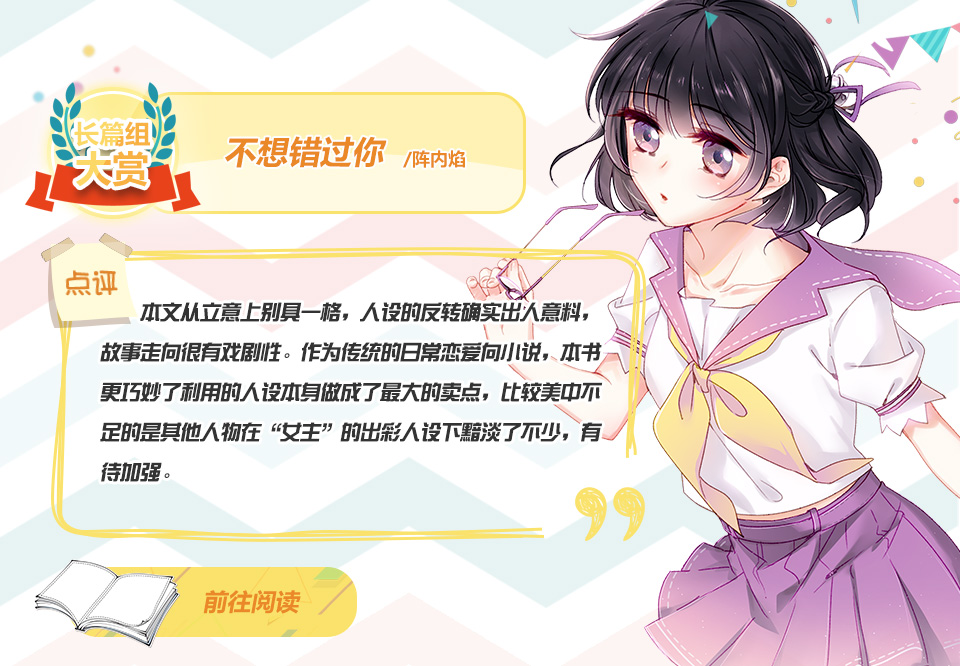 长篇组
大赏
不想错过你 /阵内焰
点评
本文从立意上别具一格，人设的反转确实出人意料，
故事走向很有戏剧性。作为传统的日常恋爱向小说，本书
更巧妙了利用的人设本身做成了最大的卖点，比较美中不
足的是其他人物在“女主”的出彩人设下黯淡了不少，有
待加强。
前往阅读